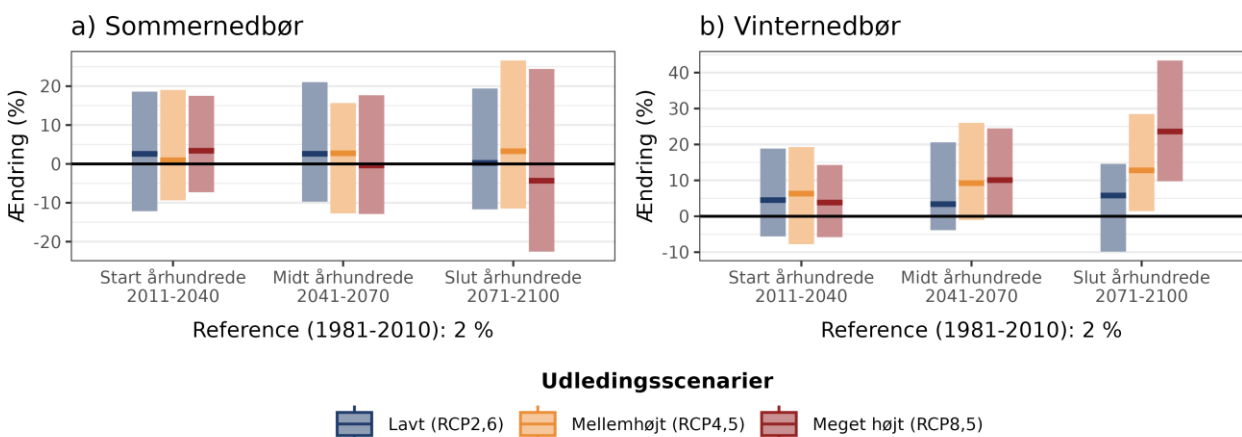 a) Sommernedbør
Ændring (%)
20
10
0
-10
-20
Start århundrede
2011-2040
Midt århundrede
2041-2070
Slut århundrede
2071-2100
Reference (1981-2010): 2 %
b) Vinternedbør
Ændring (%)
40
30
20
10
0
-10
Start århundrede
2011-2040
Midt århundrede
2041-2070
Slut århundrede
2071-2100
Reference (1981-2010): 2 %
Udledingsscenarier
Lavt (RCP2,6)
Mellemhøjt (RCP4,5)
Meget højt (RCP8,5)